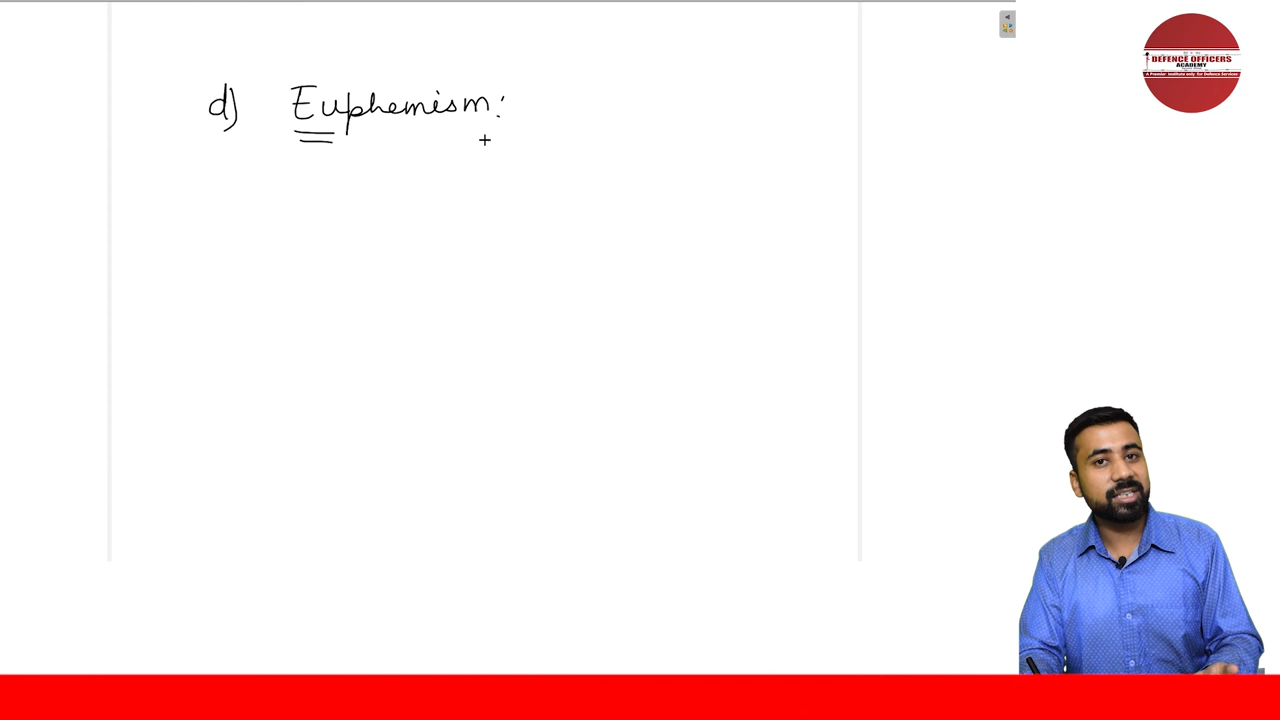 d) Euphemism:
DEFENCE OFFICERS
ACADEMY
A Premier Institute only for Defence Services